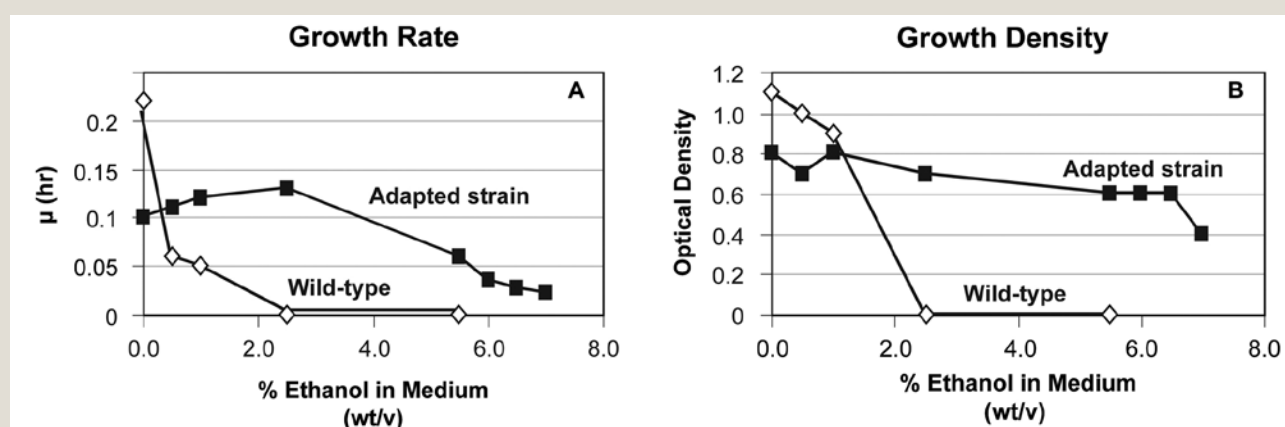 Growth Rate
A
0.2
0.15
0.1
0.05
0
μ (hr)
Adapted strain
Wild-type
0.0 2.0 4.0 6.0 8.0
% Ethanol in Medium
(wt/v)
Growth Density
B
1.2
1.0
0.8
0.6
0.4
0.2
0
Optical Density
Adapted strain
Wild-type
0.0 2.0 4.0 6.0 8.0
% Ethanol in Medium
(wt/v)